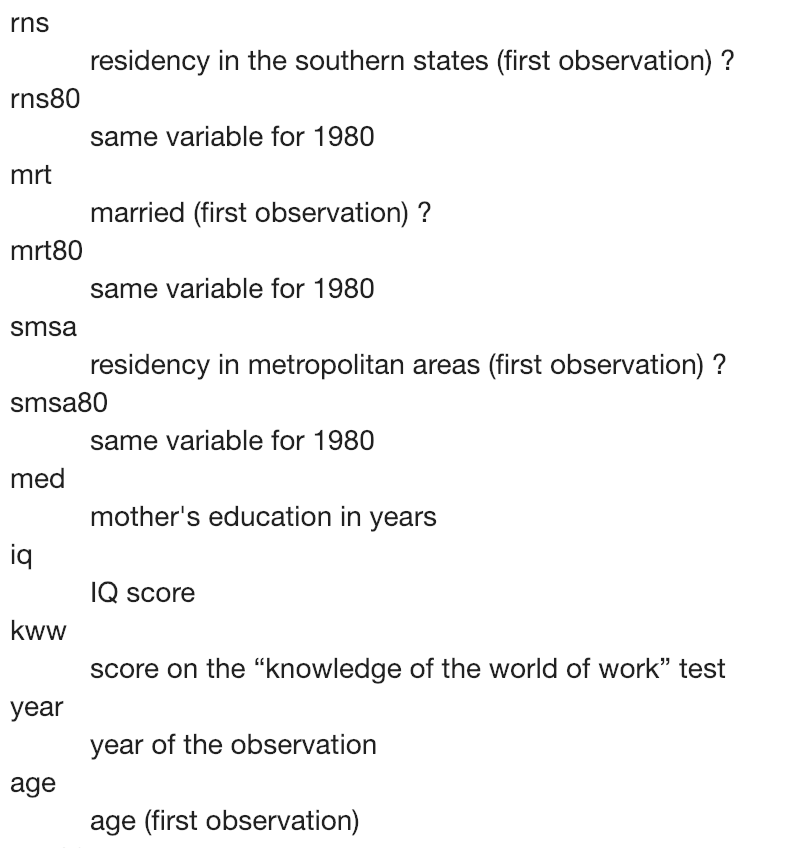 rns
residency in the southern states (first observation) ?
rns80
same variable for 1980
mrt
married (first observation) ?
mrt80
same variable for 1980
smsa
residency in metropolitan areas (first observation) ?
smsa80
same variable for 1980
med
mother's education in years
iq
IQ score
kww
score on the “knowledge of the world of work” test
year
year of the observation
age
age (first observation)